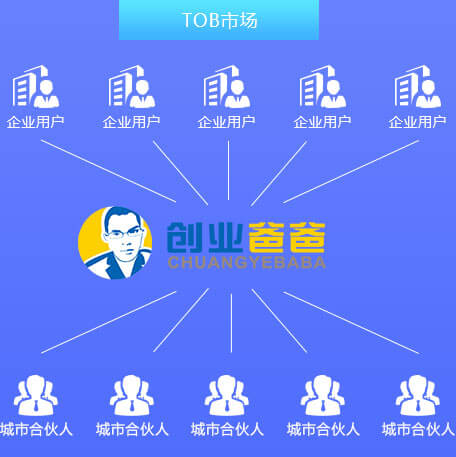 TOB市场
企业用户 企业用户 企业用户 企业用户 企业用户
创业爸爸
CHUANGYEBABA
城市合伙人 城市合伙人 城市合伙人 城市合伙人 城市合伙人